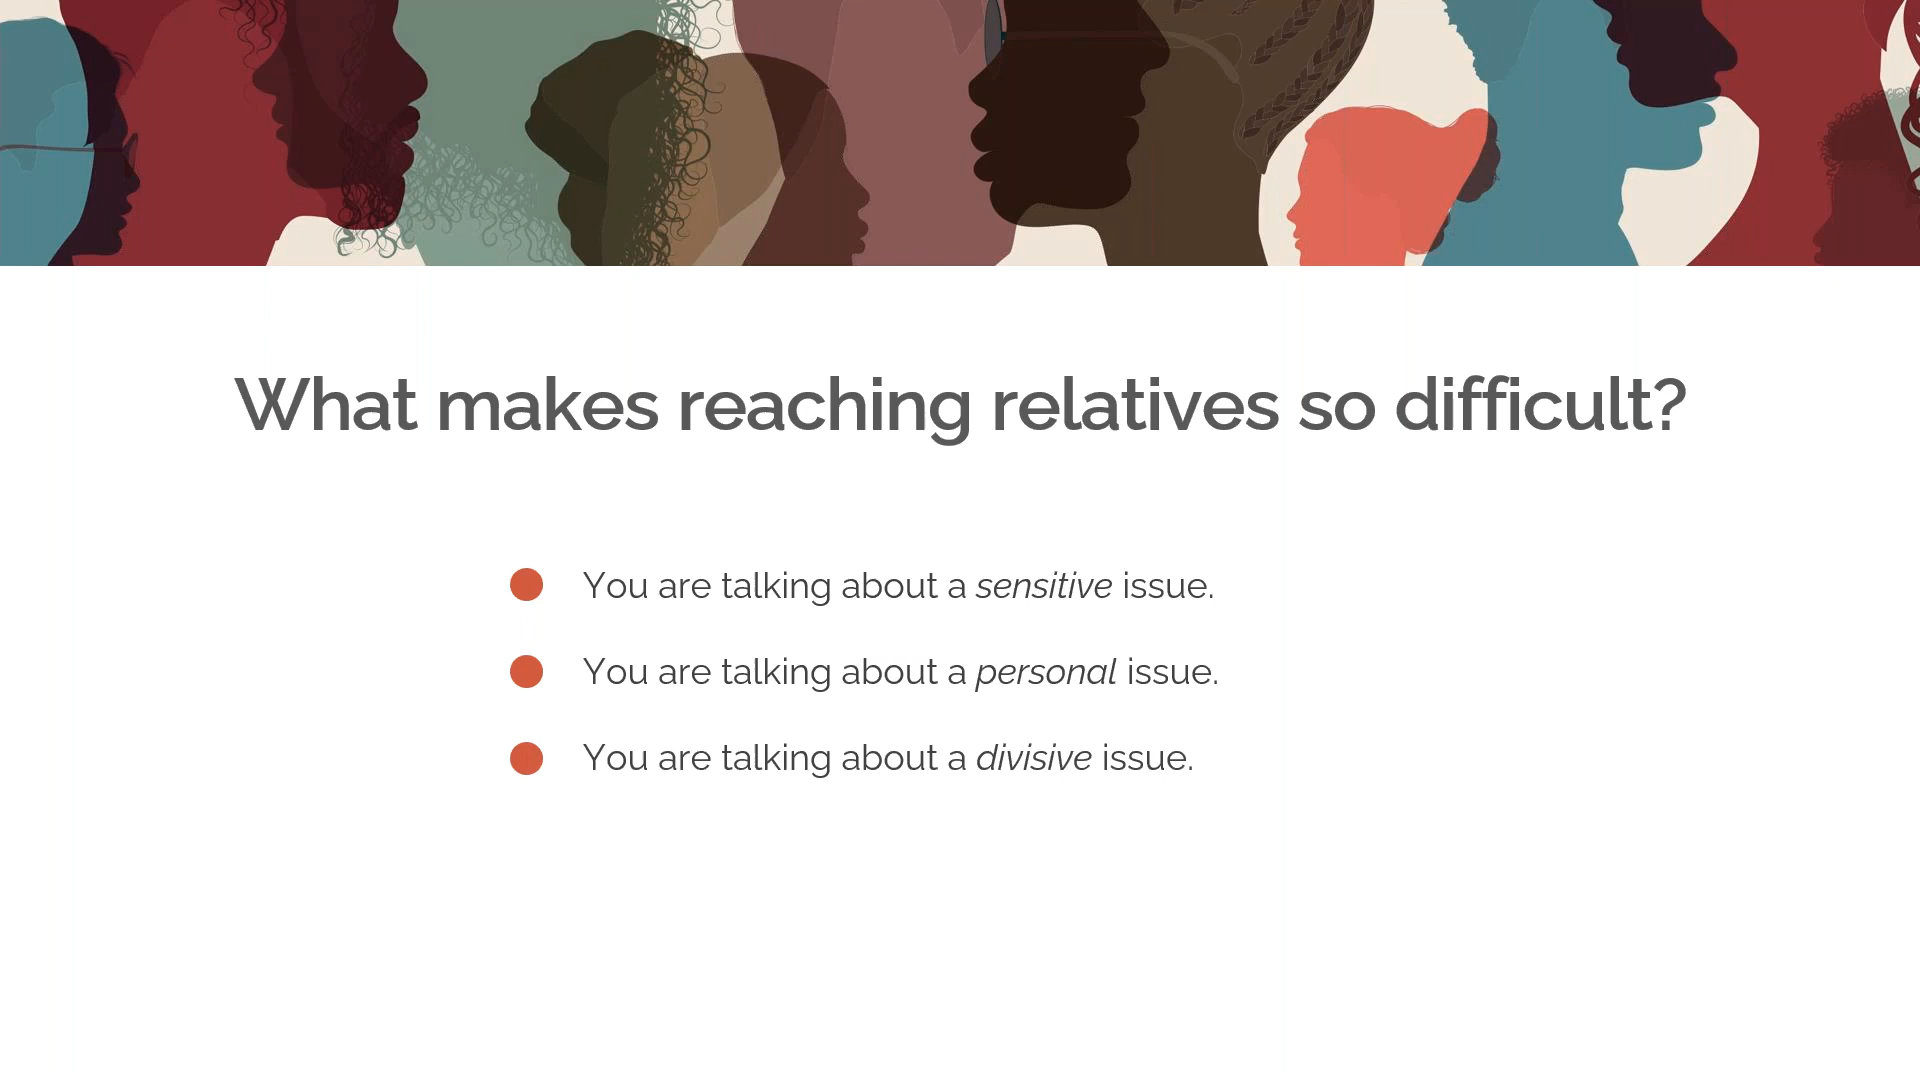 What makes reaching relatives so difficult?
You are talking about a sensitive issue.
You are talking about a personal issue.
You are talking about a divisive issue.